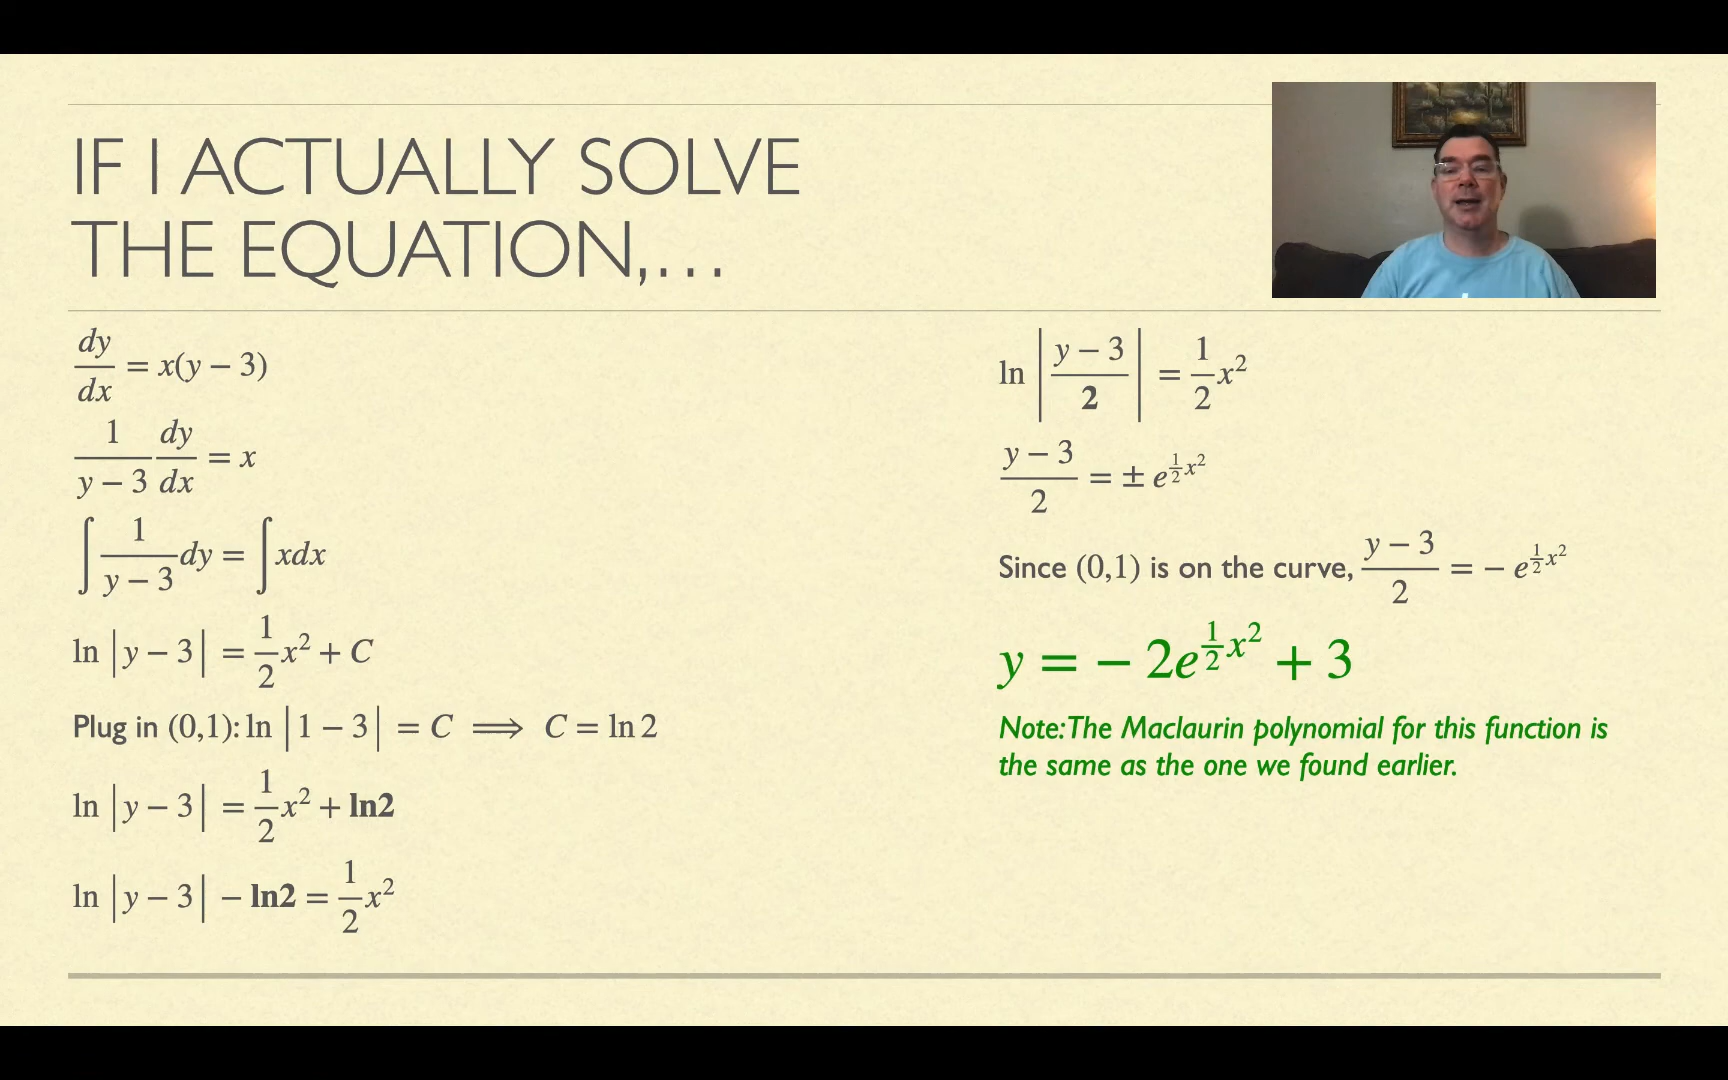 IF I ACTUALLY SOLVE
THE EQUATION,…
dy/dx = x(y − 3)
1/(y − 3) dy/dx = x
∫ 1/(y − 3) dy = ∫ xdx
ln |y − 3| = 1/2 x² + C
Plug in (0,1): ln |1 − 3| = C ⟹ C = ln 2
ln |y − 3| = 1/2 x² + ln2
ln |y − 3| − ln2 = 1/2 x²
ln |(y − 3)/2| = 1/2 x²
(y − 3)/2 = ± e^(1/2 x²)
Since (0,1) is on the curve, (y − 3)/2 = − e^(1/2 x²)
y = − 2e^(1/2 x²) + 3
Note: The Maclaurin polynomial for this function is
the same as the one we found earlier.